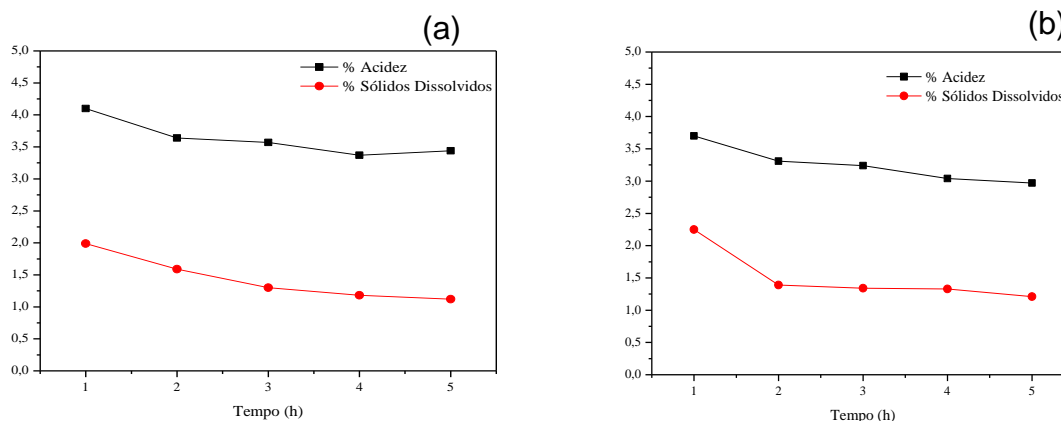 (a)
5,0
% Acidez
4,5
% Sólidos Dissolvidos
4,0
3,5
3,0
2,5
2,0
1,5
1,0
0,5
0,0
1 2 3 4 5
Tempo (h)
(b)
5,0
% Acidez
4,5
% Sólidos Dissolvidos
4,0
3,5
3,0
2,5
2,0
1,5
1,0
0,5
0,0
1 2 3 4 5
Tempo (h)